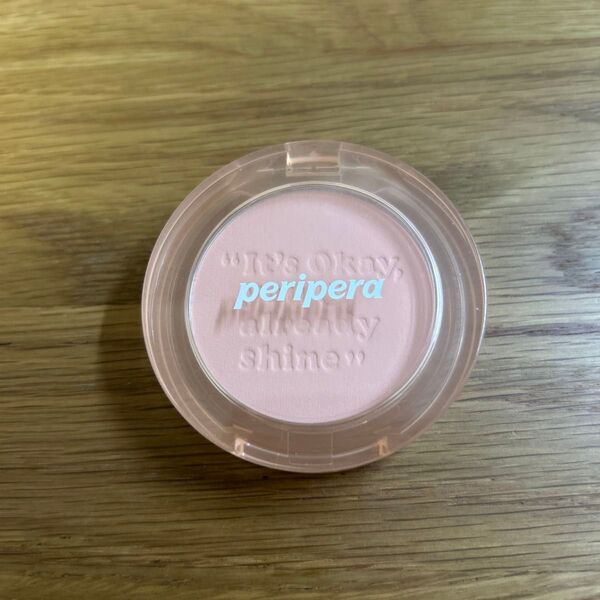 “It's Okay,
peripera
already
shine”